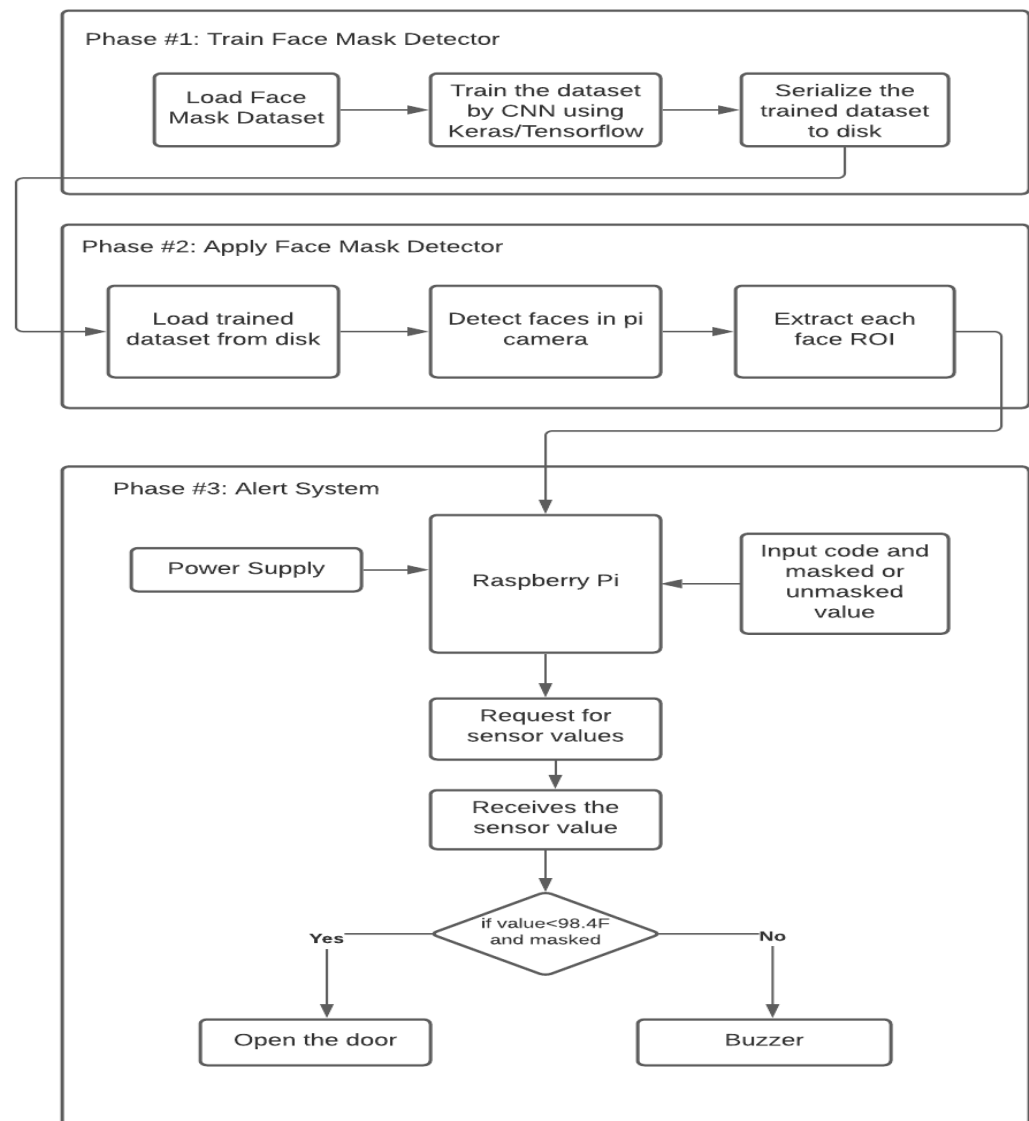 Phase #1: Train Face Mask Detector
Load Face
Mask Dataset
Train the dataset
by CNN using
Keras/Tensorflow
Serialize the
trained dataset
to disk
Phase #2: Apply Face Mask Detector
Load trained
dataset from disk
Detect faces in pi
camera
Extract each
face ROI
Phase #3: Alert System
Power Supply
Raspberry Pi
Input code and
masked or
unmasked
value
Request for
sensor values
Receives the
sensor value
if value<98.4F
and masked
Yes
No
Open the door
Buzzer